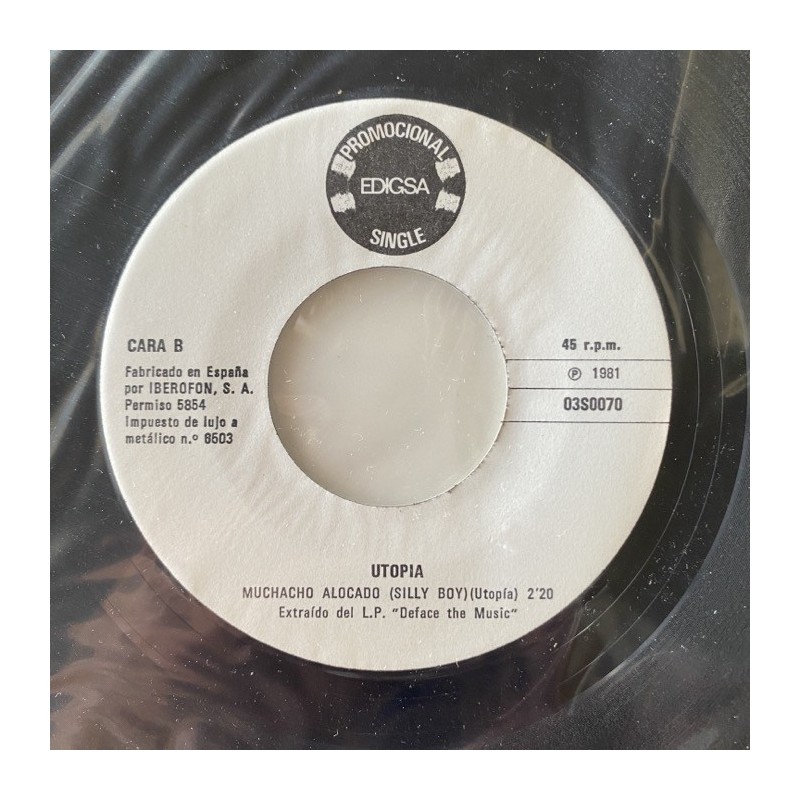 PROMOCIONAL
EDIGSA
SINGLE
CARA B
Fabricado en España
por IBEROFON, S. A.
Permiso 5854
Impuesto de lujo a
metálico n.º 8503
45 r.p.m.
℗ 1981
03S0070
UTOPIA
MUCHACHO ALOCADO (SILLY BOY)(Utopía) 2'20
Extraído del L.P. "Deface the Music"